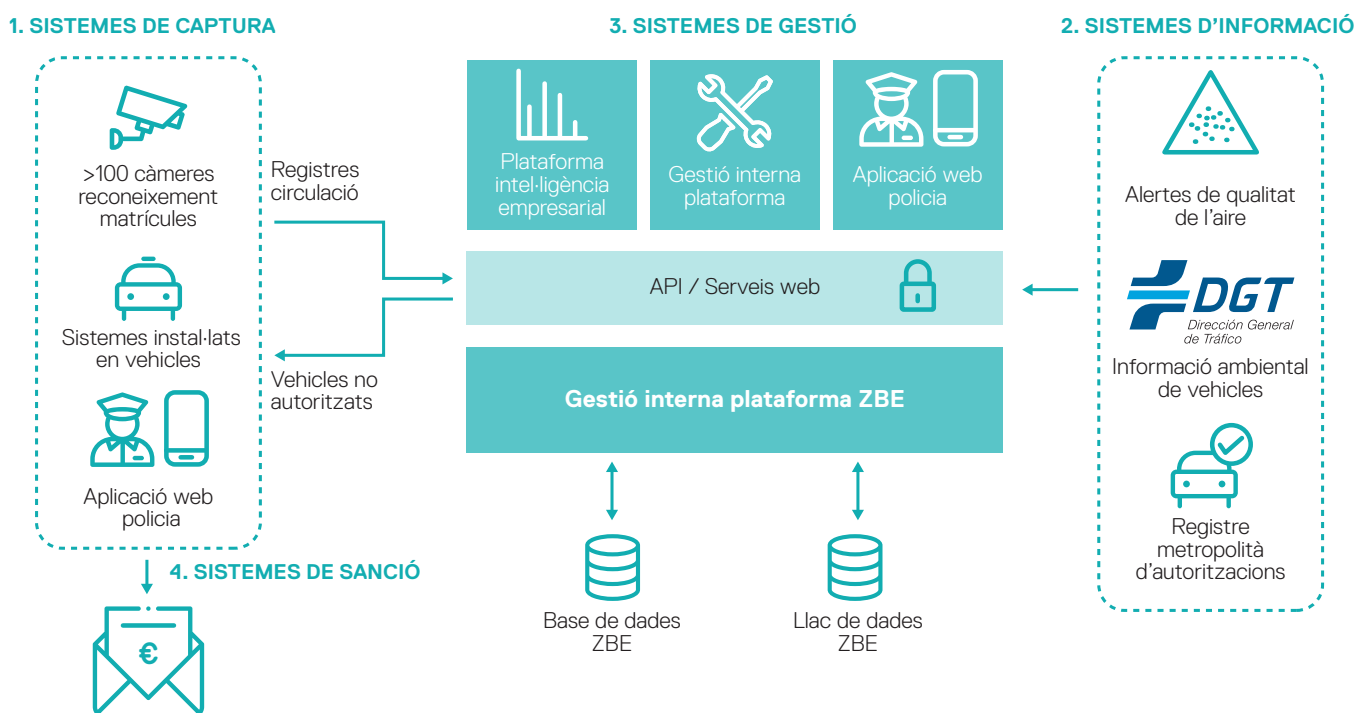 1. SISTEMES DE CAPTURA
>100 càmeres
reconeixement
matrícules
Sistemes instal·lats
en vehicles
Aplicació web
policia
Registres
circulació
Vehicles no
autoritzats
3. SISTEMES DE GESTIÓ
Plataforma
intel·ligència
empresarial
Gestió interna
plataforma
Aplicació web
policia
API / Serveis web
Gestió interna plataforma ZBE
Base de dades
ZBE
Llac de dades
ZBE
2. SISTEMES D'INFORMACIÓ
Alertes de qualitat
de l'aire
DGT
Dirección General
de Tráfico
Informació ambiental
de vehicles
Registre
metropolità
d'autoritzacions
4. SISTEMES DE SANCIÓ
€